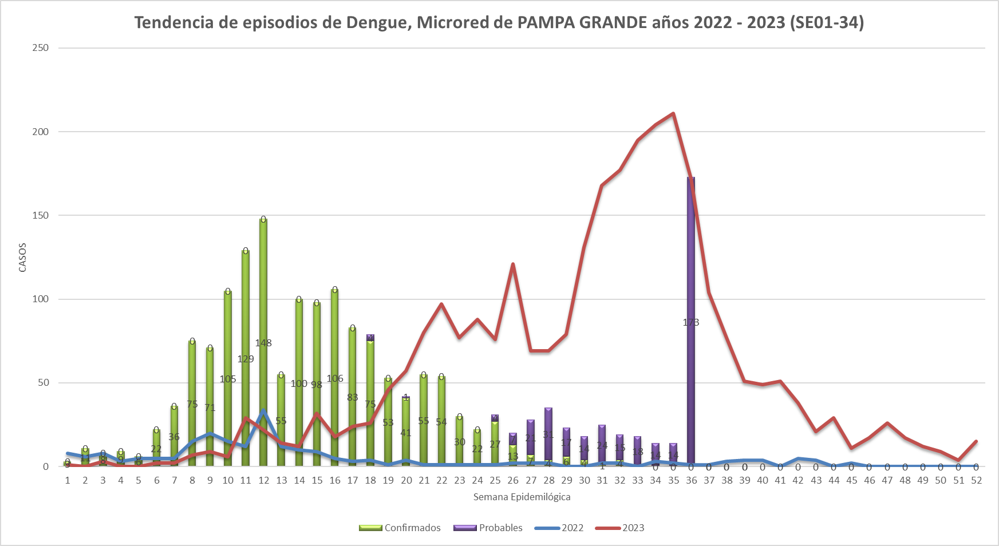 Tendencia de episodios de Dengue, Microred de PAMPA GRANDE años 2022 - 2023 (SE01-34)
250
200
150
100
50
0
CASOS
0 0 0 0 0 0 0 0 0 0 0 0 0 0 0 0 0 4 0 1 0 0 0 0 4 7 21 31 17 14 24 15 18 14 14 173
3 11 8 9 6 22 36 75 71 105 129 148 55 100 98 106 83 75 53 41 55 54 30 22 27 13 7 4 6 4 1 4 0 0 0 0 0 0 0 0 0 0 0 0 0 0 0 0 0 0 0
1 2 3 4 5 6 7 8 9 10 11 12 13 14 15 16 17 18 19 20 21 22 23 24 25 26 27 28 29 30 31 32 33 34 35 36 37 38 39 40 41 42 43 44 45 46 47 48 49 50 51 52
Semana Epidemilógica
Confirmados Probables 2022 2023